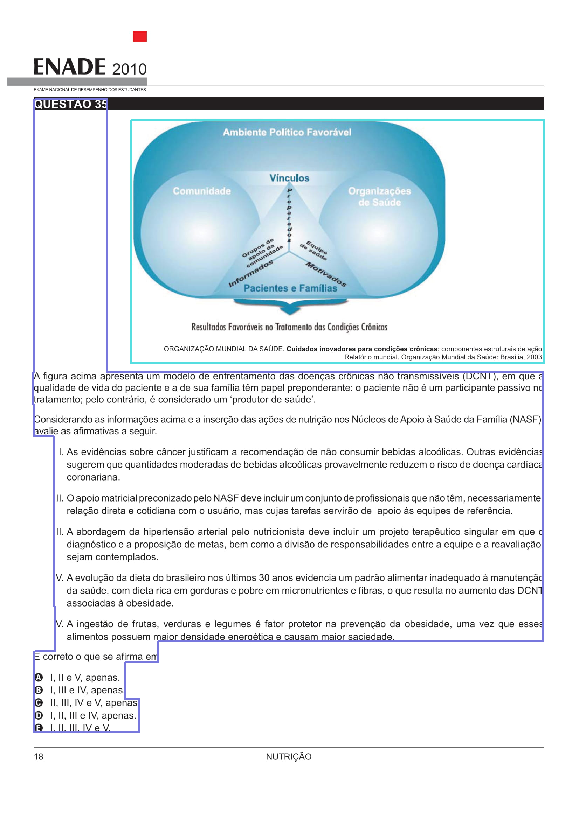 ENADE 2010
EXAME NACIONAL DE DESEMPENHO DOS ESTUDANTES
QUESTÃO 35
Ambiente Político Favorável
Vínculos
Comunidade
Organizações
de Saúde
Preparados
Grupos de
apoio da
comunidade
Equipe
de saúde
Informados
Motivados
Pacientes e Famílias
Resultados Favoráveis no Tratamento das Condições Crônicas
ORGANIZAÇÃO MUNDIAL DA SAÚDE. Cuidados inovadores para condições crônicas: componentes estruturais de ação
Relatório mundial. Organização Mundial da Saúde: Brasília, 2003
A figura acima apresenta um modelo de enfrentamento das doenças crônicas não transmissíveis (DCNT), em que a
qualidade de vida do paciente e a de sua família têm papel preponderante: o paciente não é um participante passivo no
tratamento; pelo contrário, é considerado um 'produtor de saúde'.
Considerando as informações acima e a inserção das ações de nutrição nos Núcleos de Apoio à Saúde da Família (NASF)
avalie as afirmativas a seguir.
I. As evidências sobre câncer justificam a recomendação de não consumir bebidas alcoólicas. Outras evidências
sugerem que quantidades moderadas de bebidas alcoólicas provavelmente reduzem o risco de doença cardíaca
coronariana.
II. O apoio matricial preconizado pelo NASF deve incluir um conjunto de profissionais que não têm, necessariamente
relação direta e cotidiana com o usuário, mas cujas tarefas servirão de apoio às equipes de referência.
II. A abordagem da hipertensão arterial pelo nutricionista deve incluir um projeto terapêutico singular em que o
diagnóstico e a proposição de metas, bem como a divisão de responsabilidades entre a equipe e a reavaliação
sejam contemplados.
V. A evolução da dieta do brasileiro nos últimos 30 anos evidencia um padrão alimentar inadequado à manutenção
da saúde, com dieta rica em gorduras e pobre em micronutrientes e fibras, o que resulta no aumento das DCNT
associadas à obesidade.
V. A ingestão de frutas, verduras e legumes é fator protetor na prevenção da obesidade, uma vez que esses
alimentos possuem maior densidade energética e causam maior saciedade.
É correto o que se afirma em
A I, II e V, apenas.
B I, III e IV, apenas
C II, III, IV e V, apenas
D I, II, III e IV, apenas.
E I, II, III, IV e V.
18
NUTRIÇÃO